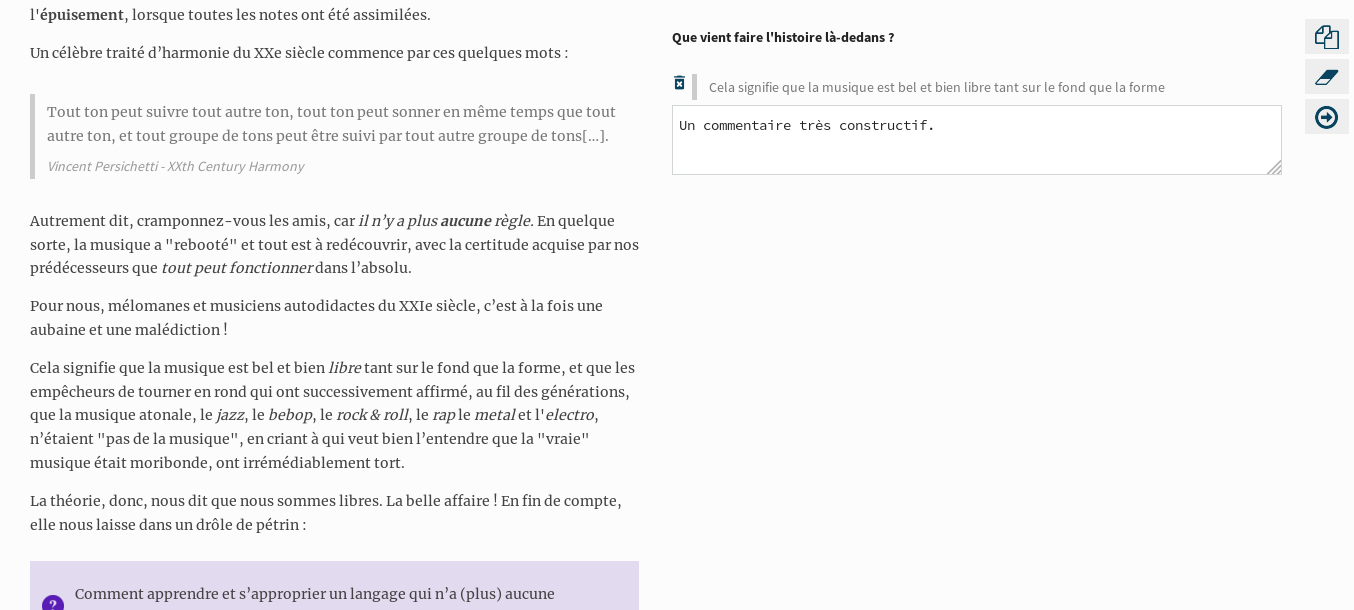 l'épuisement, lorsque toutes les notes ont été assimilées.
Un célèbre traité d’harmonie du XXe siècle commence par ces quelques mots :
Tout ton peut suivre tout autre ton, tout ton peut sonner en même temps que tout
autre ton, et tout groupe de tons peut être suivi par tout autre groupe de tons[…].
Vincent Persichetti - XXth Century Harmony
Autrement dit, cramponnez-vous les amis, car il n’y a plus aucune règle. En quelque
sorte, la musique a "rebooté" et tout est à redécouvrir, avec la certitude acquise par nos
prédécesseurs que tout peut fonctionner dans l’absolu.
Pour nous, mélomanes et musiciens autodidactes du XXIe siècle, c’est à la fois une
aubaine et une malédiction !
Cela signifie que la musique est bel et bien libre tant sur le fond que la forme, et que les
empêcheurs de tourner en rond qui ont successivement affirmé, au fil des générations,
que la musique atonale, le jazz, le bebop, le rock & roll, le rap le metal et l'electro,
n’étaient "pas de la musique", en criant à qui veut bien l’entendre que la "vraie"
musique était moribonde, ont irrémédiablement tort.
La théorie, donc, nous dit que nous sommes libres. La belle affaire ! En fin de compte,
elle nous laisse dans un drôle de pétrin :
? Comment apprendre et s’approprier un langage qui n’a (plus) aucune
Que vient faire l'histoire là-dedans ?
Cela signifie que la musique est bel et bien libre tant sur le fond que la forme
Un commentaire très constructif.